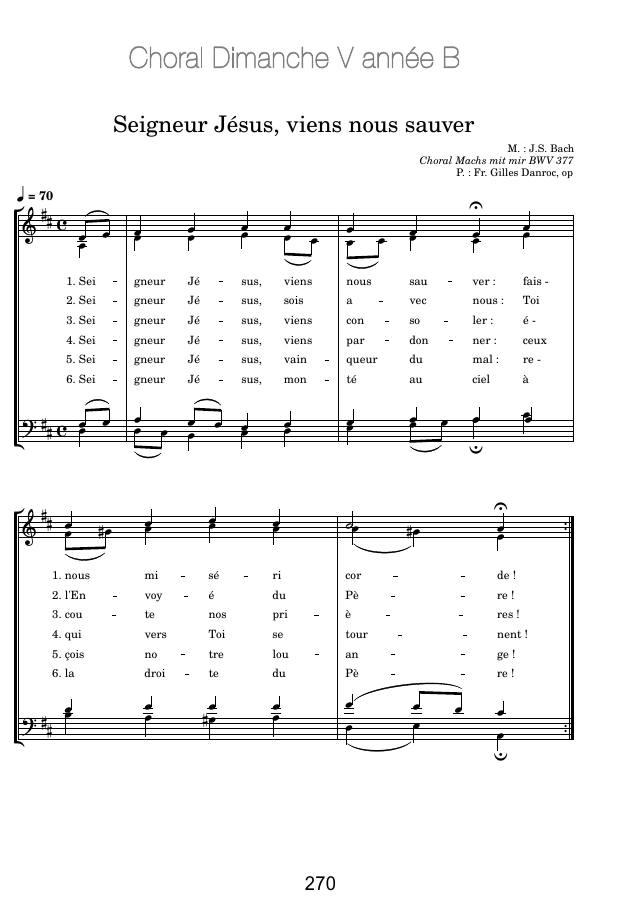 Choral Dimanche V année B
Seigneur Jésus, viens nous sauver
M. : J.S. Bach
Choral Machs mit mir BWV 377
P. : Fr. Gilles Danroc, op
= 70
1. Sei - gneur Jé - sus, viens nous sau - ver : fais -
2. Sei - gneur Jé - sus, sois a - vec nous : Toi
3. Sei - gneur Jé - sus, viens con - so - ler : é -
4. Sei - gneur Jé - sus, viens par - don - ner : ceux
5. Sei - gneur Jé - sus, vain - queur du mal : re -
6. Sei - gneur Jé - sus, mon - té au ciel à
1. nous mi - sé - ri cor - - de !
2. l'En - voy - é du Pè - - re !
3. cou - te nos pri - è - - res !
4. qui vers Toi se tour - - nent !
5. çois no - tre lou - an - - ge !
6. la droi - te du Pè - - re !
270